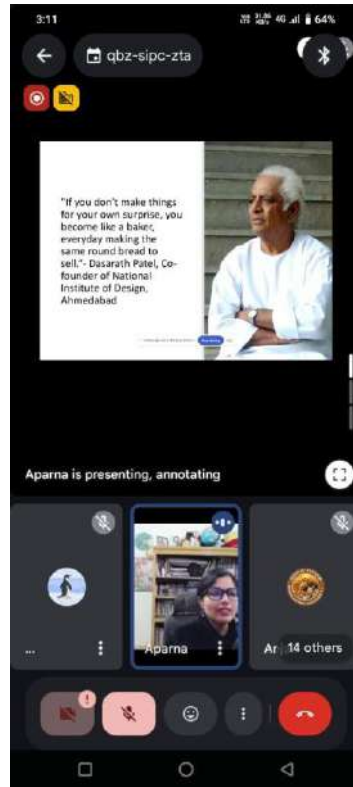 3:11
4G
64%
qbz-sipc-zta
"If you don't make things
for your own surprise, you
become like a baker,
everyday making the
same round bread to
sell."- Dasarath Patel, Co-
founder of National
Institute of Design,
Ahmedabad
Aparna is presenting, annotating
...
Aparna
Ar
14 others